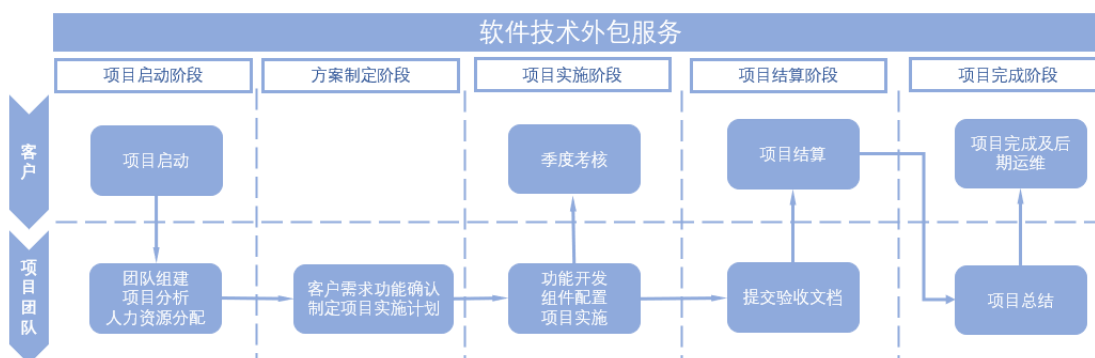 软件技术外包服务
项目启动阶段
方案制定阶段
项目实施阶段
项目结算阶段
项目完成阶段
客户
项目启动
季度考核
项目结算
项目完成及后
期运维
项目团队
团队组建
项目分析
人力资源分配
客户需求功能确认
制定项目实施计划
功能开发
组件配置
项目实施
提交验收文档
项目总结